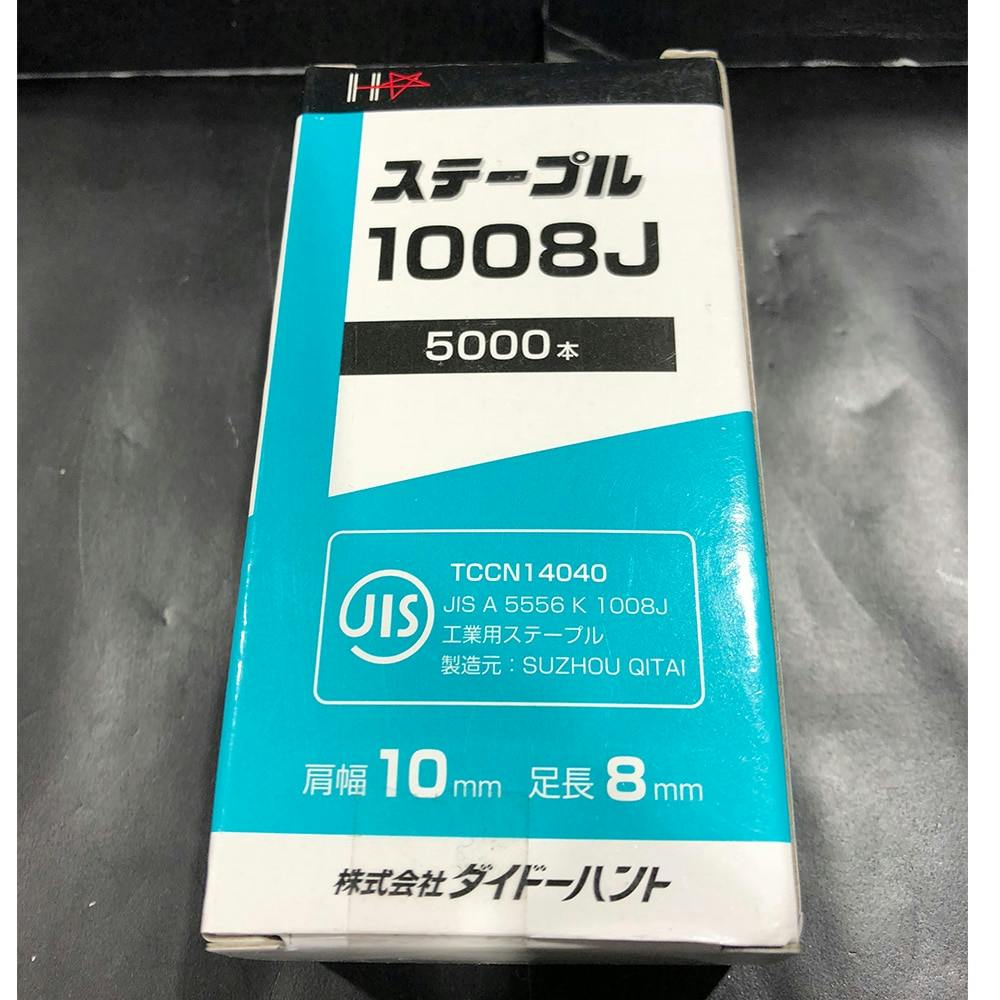 ステープル
1008J
5000本
JIS
TCCN14040
JIS A 5556 K 1008J
工業用ステープル
製造元：SUZHOU QITAI
肩幅 10mm 足長 8mm
株式会社 ダイドーハント